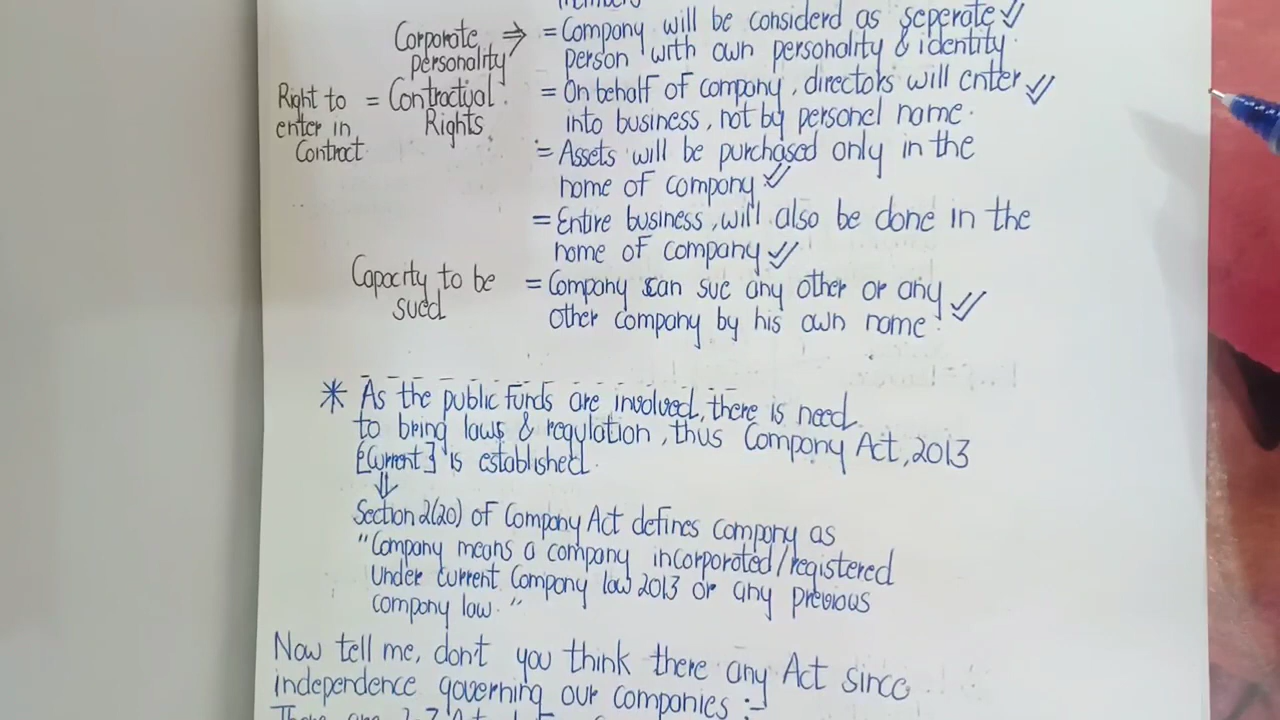 members
Corporate personality ⇒ = Company will be considerd as seperate
person with own personality & identity.
Right to enter in Contract = Contractual Rights. = On behalf of company, directors will enter
into business, not by personel name.
= Assets will be purchased only in the
name of company
= Entire business, will also be done in the
name of company
Capacity to be sued = Company can sue any other or any
other company by his own name.
* As the public funds are involved, there is need
to bring laws & regulation, thus Company Act, 2013
[Current] is established.
Section 2(20) of Company Act defines company as
"Company means a company incorporated/registered
under current Company law 2013 or any previous
company law."
Now tell me, don't you think there any Act since
independence governing our companies :-
There are